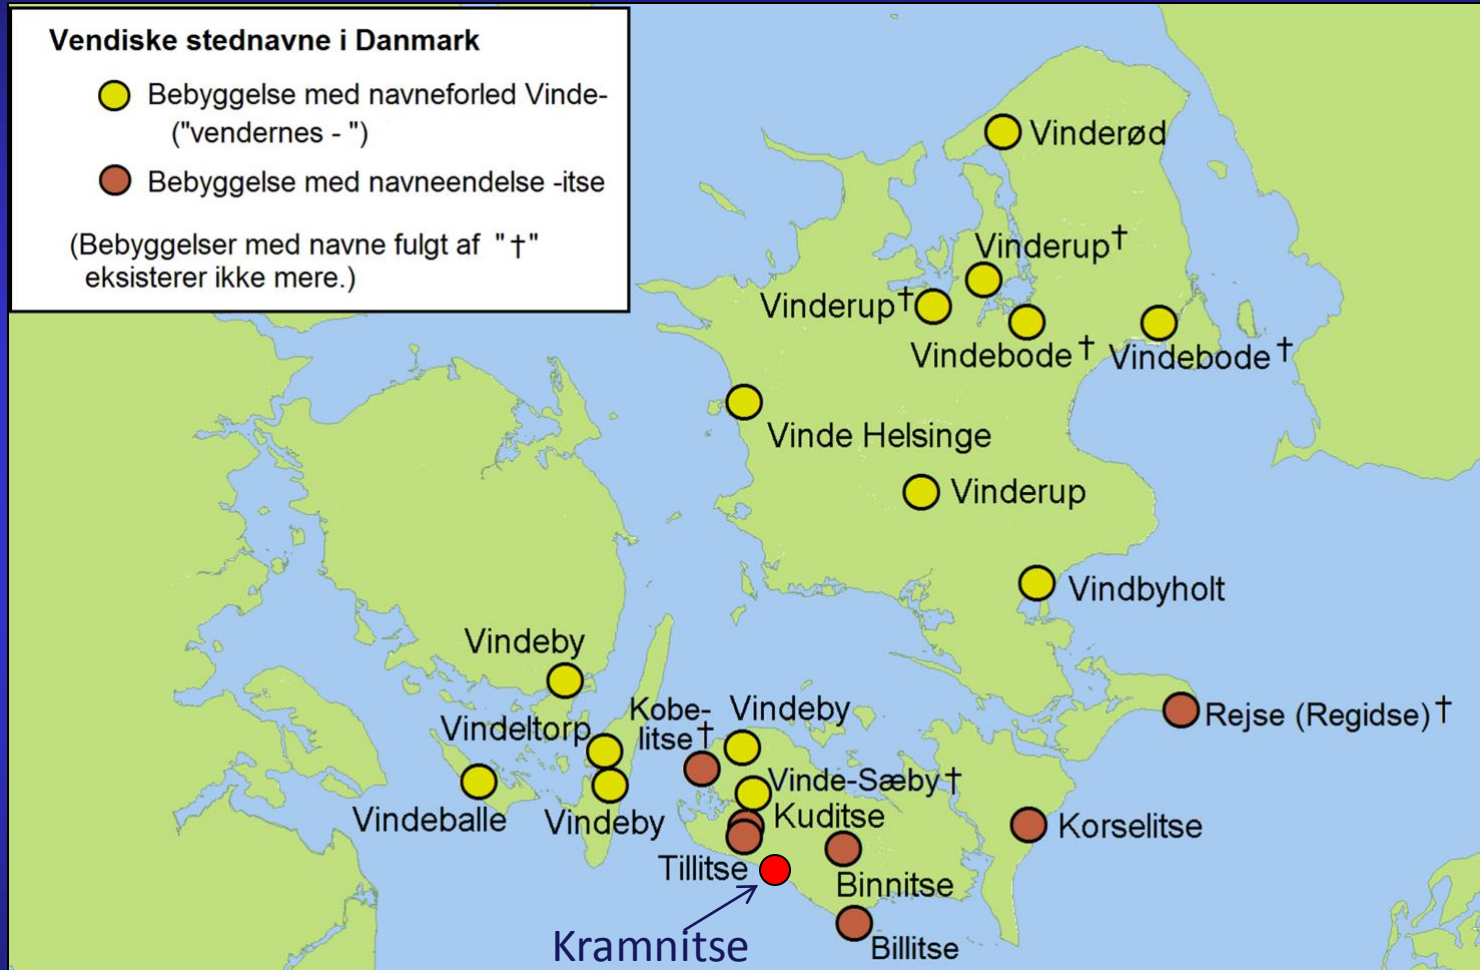 Vendiske stednavne i Danmark
Bebyggelse med navneforled Vinde-
("vendernes - ")
Bebyggelse med navneendelse -itse
(Bebyggelser med navne fulgt af "†"
eksisterer ikke mere.)
Vinderød
Vinderup†
Vinderup†
Vindebode†
Vindebode†
Vinde Helsinge
Vinderup
Vindbyholt
Vindeby
Kobe-
litse†
Vindeby
Rejse (Regidse)†
Vindeltorp
Vinde-Sæby†
Vindeballe
Vindeby
Kuditse
Korselitse
Tillitse
Binnitse
Kramnitse
Billitse